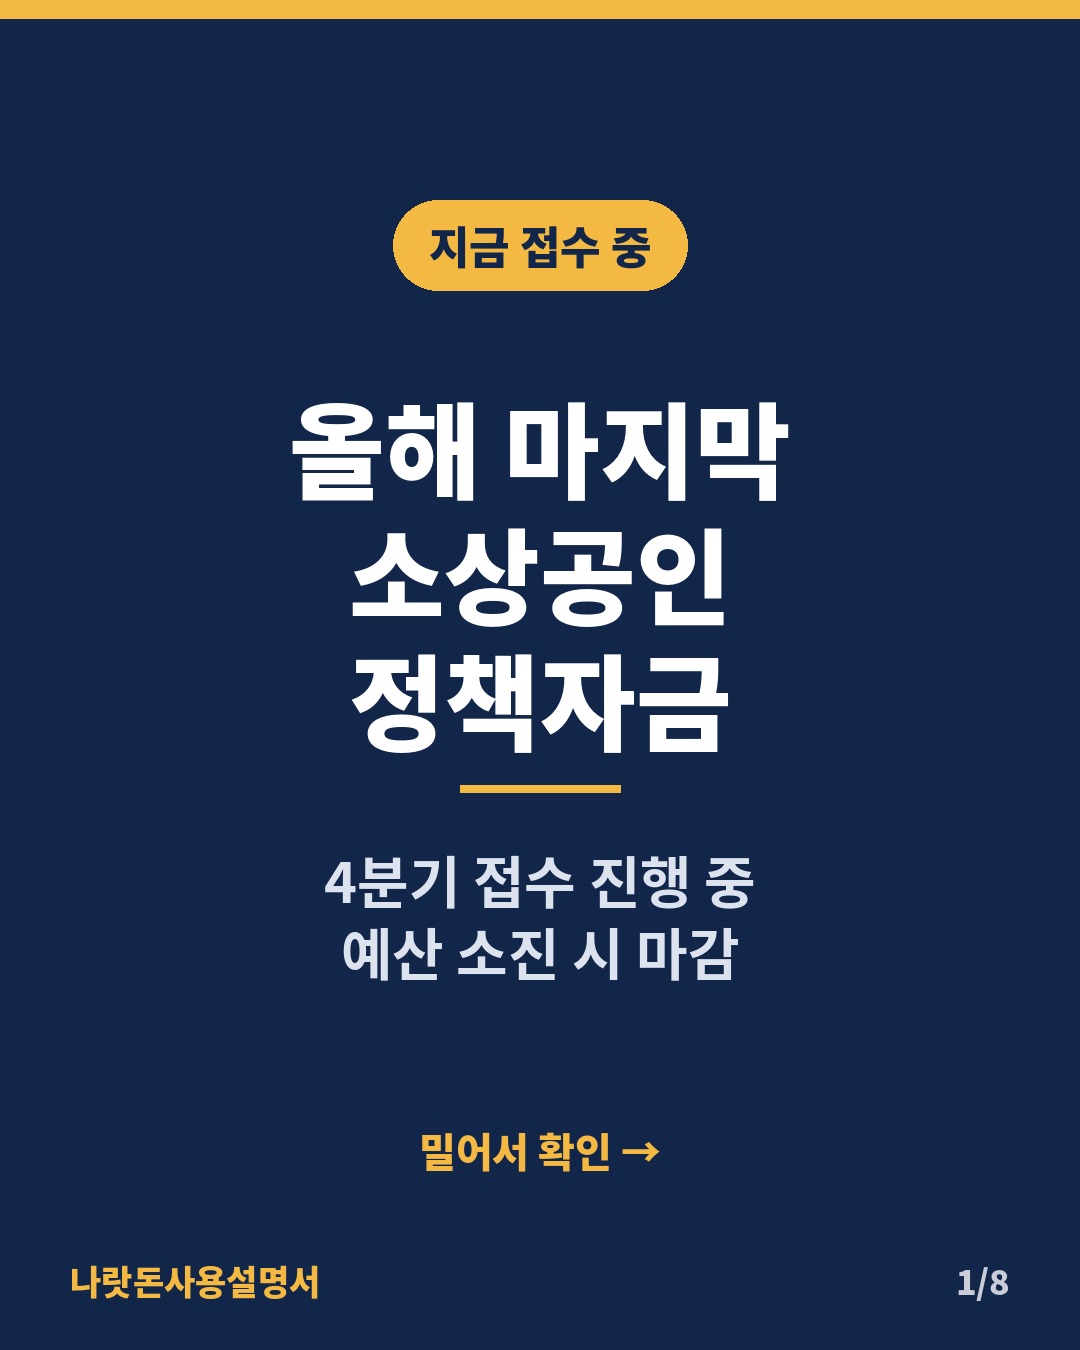 지금 접수 중
올해 마지막
소상공인
정책자금
4분기 접수 진행 중
예산 소진 시 마감
밀어서 확인 →
나랏돈사용설명서
1/8